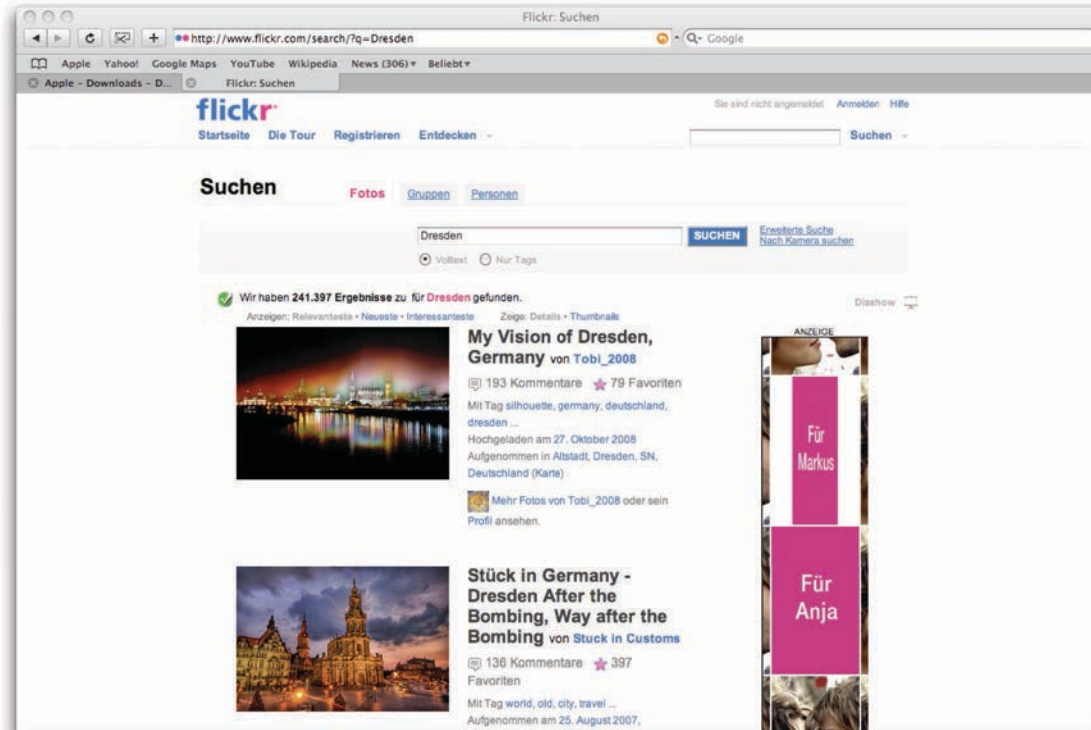 Flickr: Suchen
http://www.flickr.com/search/?q=Dresden
Google
Apple Yahoo! Google Maps YouTube Wikipedia News (306) Beliebt
Apple – Downloads – D...
Flickr: Suchen
flickr
Sie sind nicht angemeldet Anmelden Hilfe
Startseite Die Tour Registrieren Entdecken
Suchen
Suchen
Fotos Gruppen Personen
Dresden
SUCHEN
Erweiterte Suche
Nach Kamera suchen
Volltext Nur Tags
Wir haben 241.397 Ergebnisse zu für Dresden gefunden.
Diashow
Anzeigen: Relevanteste • Neueste • Interessanteste Zeige: Details • Thumbnails
My Vision of Dresden,
Germany von Tobi_2008
193 Kommentare 79 Favoriten
Mit Tag silhouette, germany, deutschland,
dresden ...
Hochgeladen am 27. Oktober 2008
Aufgenommen in Altstadt, Dresden, SN,
Deutschland (Karte)
Mehr Fotos von Tobi_2008 oder sein
Profil ansehen.
Stück in Germany -
Dresden After the
Bombing, Way after the
Bombing von Stuck in Customs
136 Kommentare 397
Favoriten
Mit Tag world, old, city, travel ...
Aufgenommen am 25. August 2007,
ANZEIGE
Für
Markus
Für
Anja